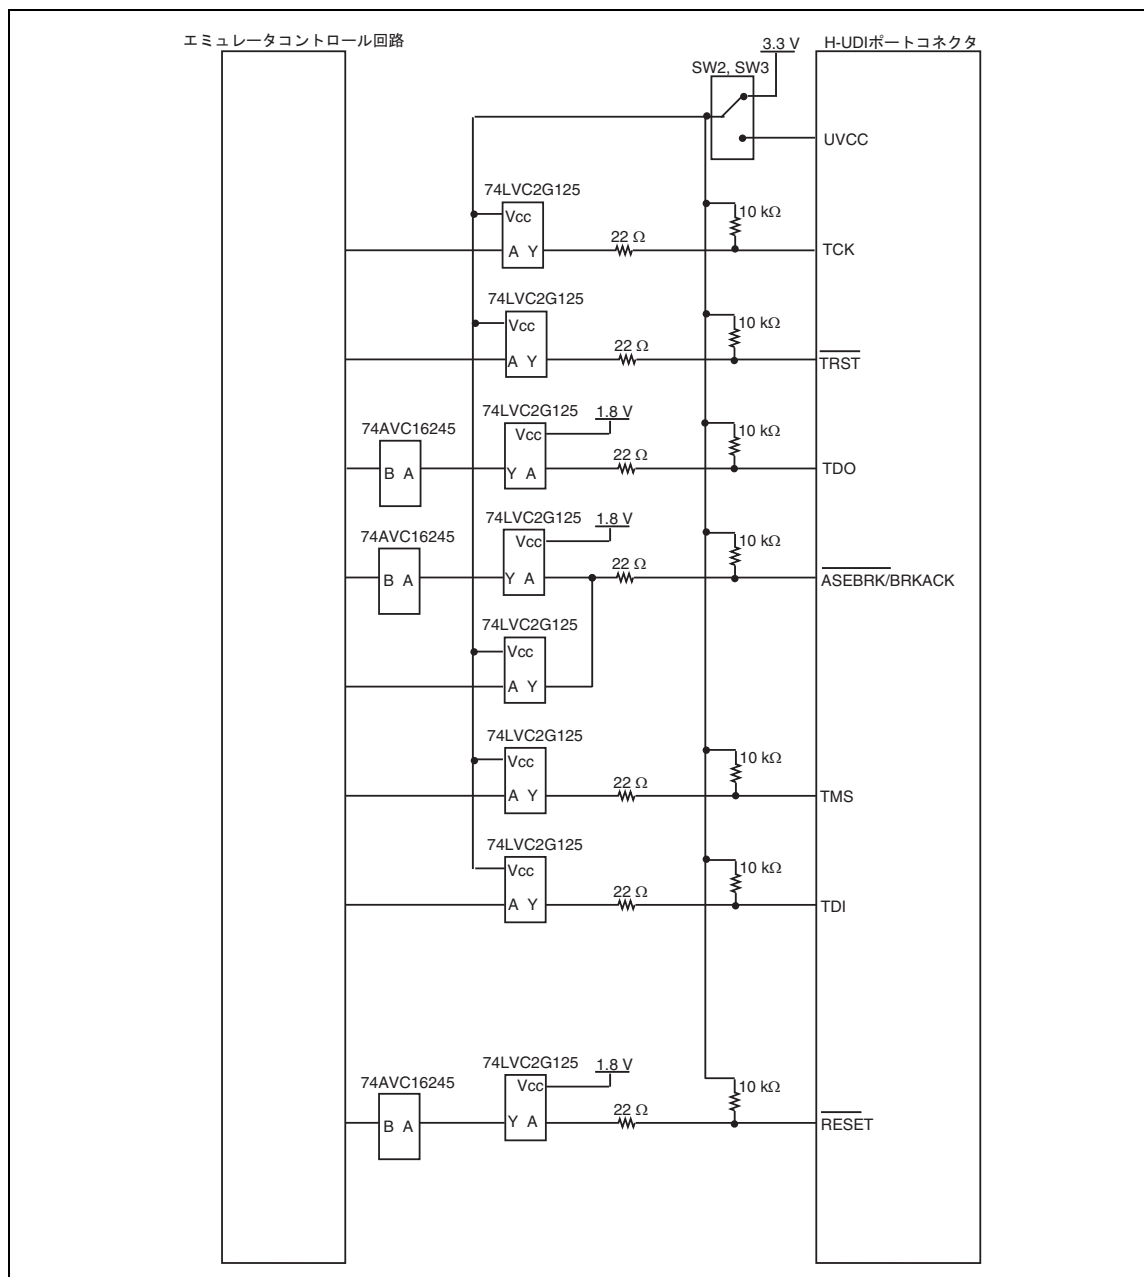 エミュレータコントロール回路
3.3 V
H-UDIポートコネクタ
SW2, SW3
UVCC
74LVC2G125
Vcc
A Y
22 Ω
10 kΩ
TCK
74LVC2G125
Vcc
A Y
22 Ω
10 kΩ
TRST
74AVC16245
B A
74LVC2G125
1.8 V
Vcc
Y A
22 Ω
10 kΩ
TDO
74AVC16245
B A
74LVC2G125
1.8 V
Vcc
Y A
22 Ω
10 kΩ
ASEBRK/BRKACK
74LVC2G125
Vcc
A Y
74LVC2G125
Vcc
A Y
22 Ω
10 kΩ
TMS
74LVC2G125
Vcc
A Y
22 Ω
10 kΩ
TDI
74AVC16245
B A
74LVC2G125
1.8 V
Vcc
Y A
22 Ω
10 kΩ
RESET